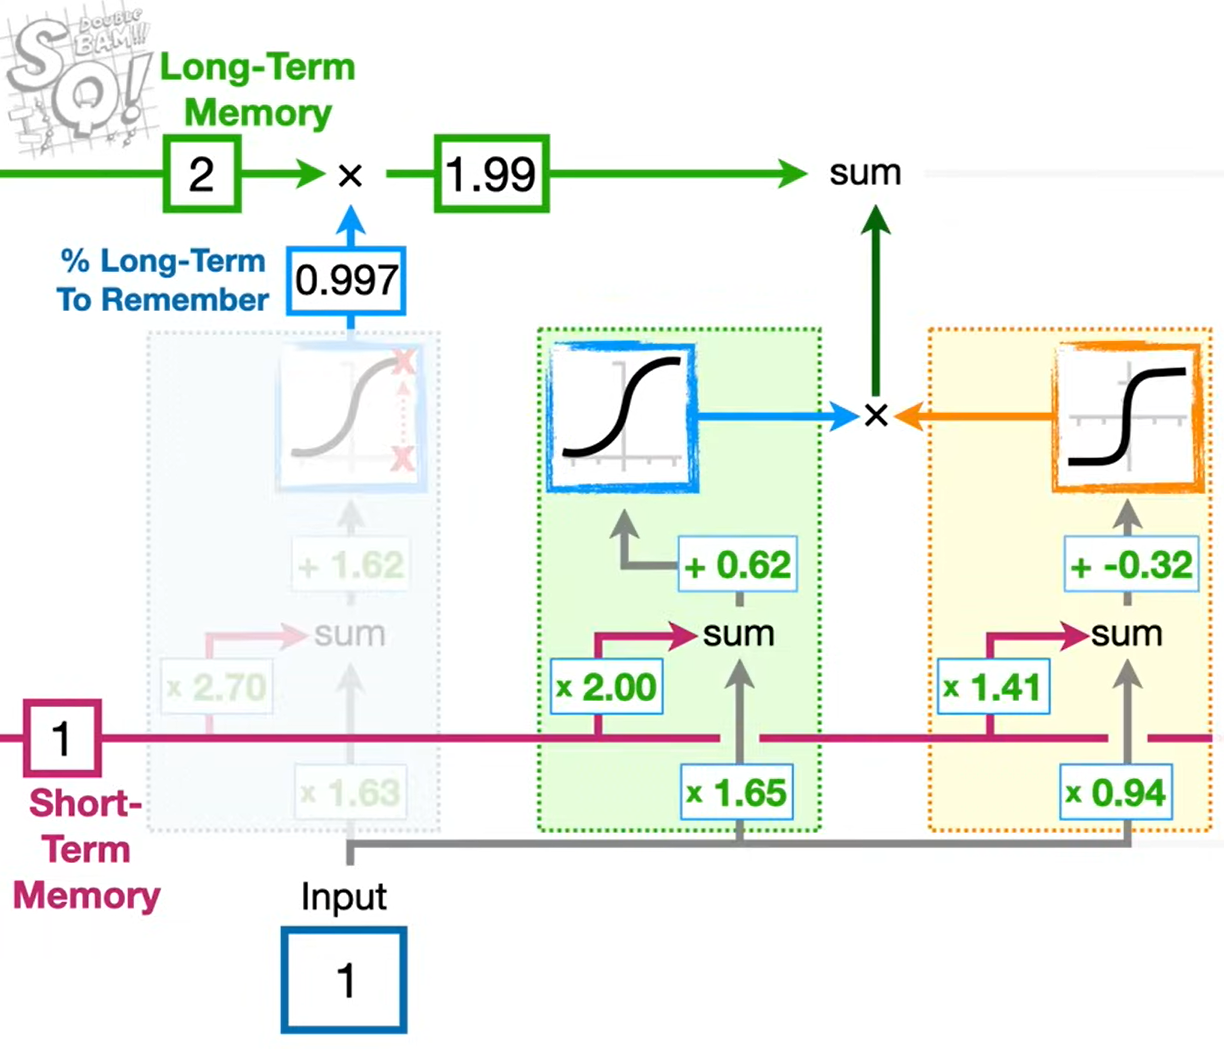 SQ!
DOUBLE
BAM!!!
Long-Term
Memory
2
×
1.99
sum
% Long-Term
To Remember
0.997
×
+ 1.62
+ 0.62
+ -0.32
sum
sum
sum
x 2.70
x 2.00
x 1.41
1
Short-
Term
Memory
x 1.63
x 1.65
x 0.94
Input
1